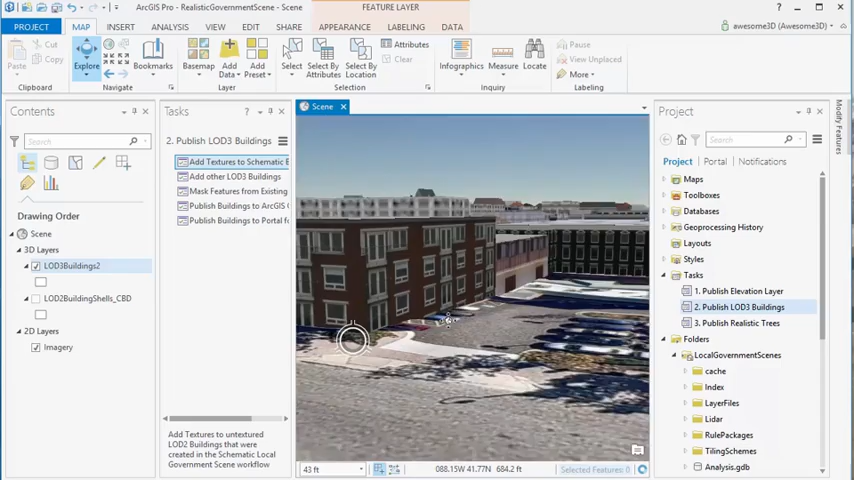 ArcGIS Pro - RealisticGovernmentScene - Scene
FEATURE LAYER
PROJECT
MAP
INSERT
ANALYSIS
VIEW
EDIT
SHARE
APPEARANCE
LABELING
DATA
awesome3D (Awesome3D)
Paste
Cut
Copy
Clipboard
Explore
Bookmarks
Navigate
Basemap
Add Data
Add Preset
Layer
Select
Select By Attributes
Select By Location
Attributes
Clear
Selection
Infographics
Measure
Locate
Inquiry
Pause
View Unplaced
More
Labeling
Contents
Search
Drawing Order
Scene
3D Layers
LOD3Buildings2
LOD2BuildingShells_CBD
2D Layers
Imagery
Tasks
2. Publish LOD3 Buildings
Add Textures to Schematic B
Add other LOD3 Buildings
Mask Features from Existing
Publish Buildings to ArcGIS O
Publish Buildings to Portal fo
Add Textures to untextured
LOD2 Buildings that were
created in the Schematic Local
Government Scene workflow
Scene
43 ft
088.15W 41.77N 684.2 ft
Selected Features: 0
Project
Search
Project
Portal
Notifications
Maps
Toolboxes
Databases
Geoprocessing History
Layouts
Styles
Tasks
1. Publish Elevation Layer
2. Publish LOD3 Buildings
3. Publish Realistic Trees
Folders
LocalGovernmentScenes
cache
Index
LayerFiles
Lidar
RulePackages
TilingSchemes
Analysis.gdb
Modify Features